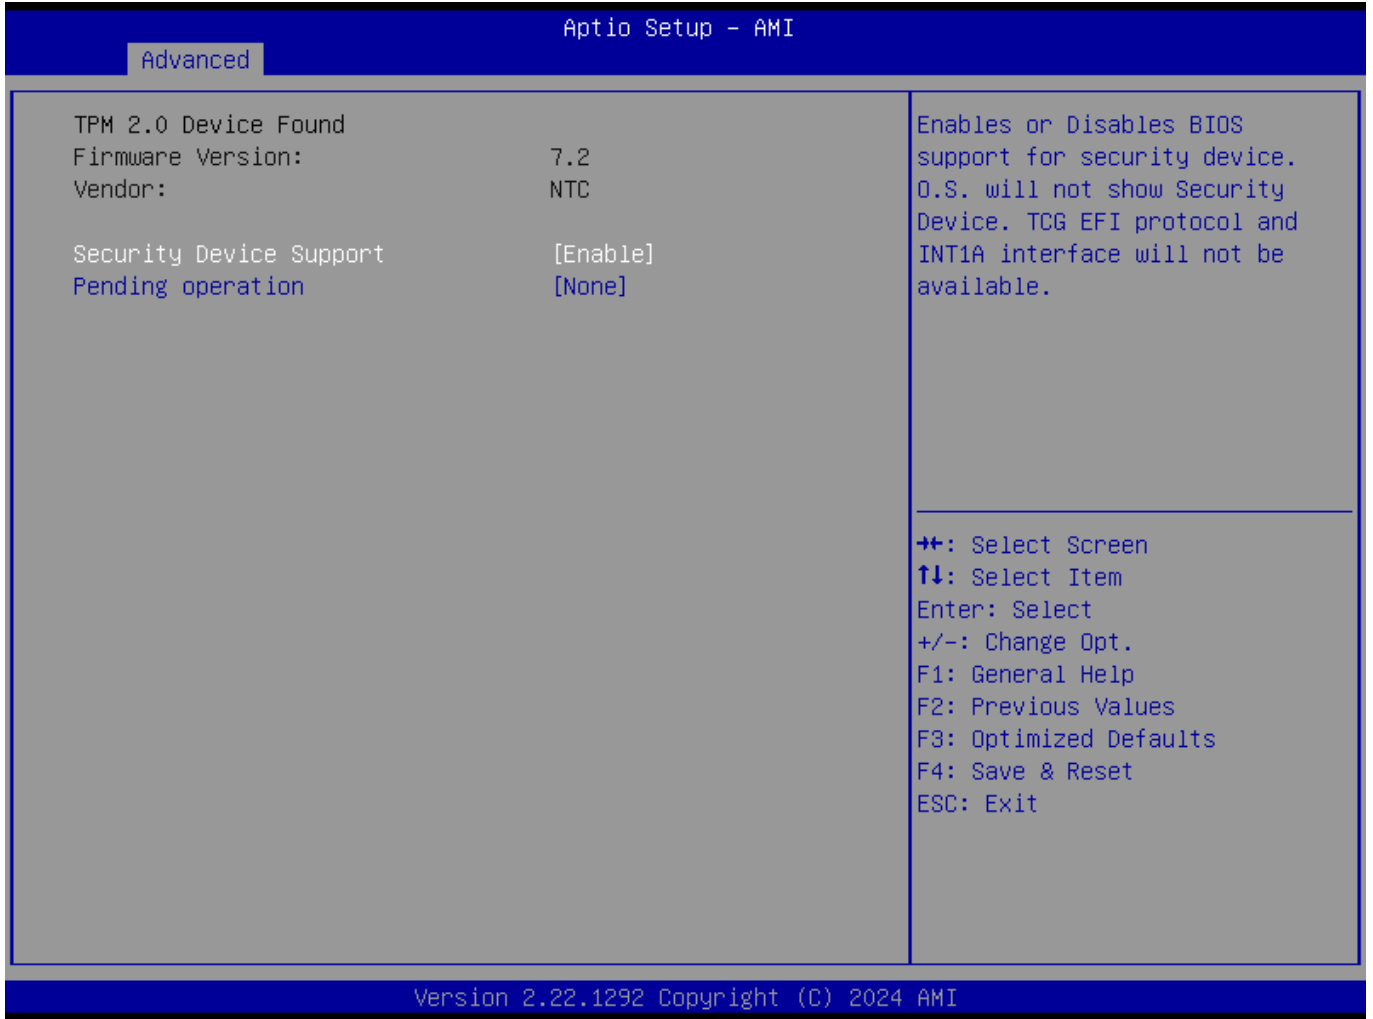 Aptio Setup – AMI
Advanced
TPM 2.0 Device Found
Firmware Version: 7.2
Vendor: NTC
Security Device Support [Enable]
Pending operation [None]
Enables or Disables BIOS
support for security device.
O.S. will not show Security
Device. TCG EFI protocol and
INT1A interface will not be
available.
→←: Select Screen
↑↓: Select Item
Enter: Select
+/-: Change Opt.
F1: General Help
F2: Previous Values
F3: Optimized Defaults
F4: Save & Reset
ESC: Exit
Version 2.22.1292 Copyright (C) 2024 AMI